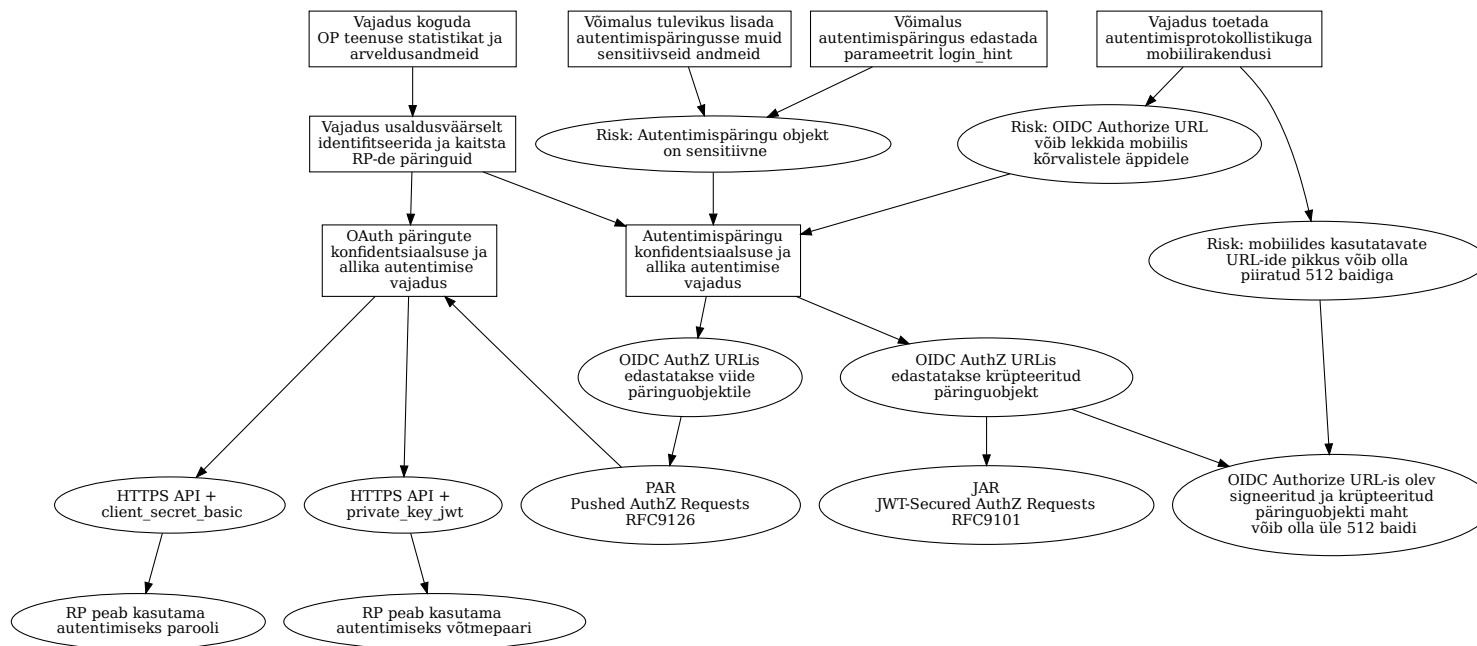 Vajadus koguda
OP teenuse statistikat ja
arveldusandmeid
Võimalus tulevikus lisada
autentimispäringusse muid
sensitiivseid andmeid
Võimalus
autentimispäringus edastada
parameetrit login_hint
Vajadus toetada
autentimisprotokollistikuga
mobiilirakendusi
Vajadus usaldusväärselt
identifitseerida ja kaitsta
RP-de päringuid
Risk: Autentimispäringu objekt
on sensitiivne
Risk: OIDC Authorize URL
võib lekkida mobiilis
kõrvalistele äppidele
OAuth päringute
konfidentsiaalsuse ja
allika autentimise
vajadus
Autentimispäringu
konfidentsiaalsuse ja
allika autentimise
vajadus
Risk: mobiilides kasutatavate
URL-ide pikkus võib olla
piiratud 512 baidiga
OIDC AuthZ URLis
edastatakse viide
päringuobjektile
OIDC AuthZ URLis
edastatakse krüpteeritud
päringuobjekt
HTTPS API +
client_secret_basic
HTTPS API +
private_key_jwt
PAR
Pushed AuthZ Requests
RFC9126
JAR
JWT-Secured AuthZ Requests
RFC9101
OIDC Authorize URL-is olev
signeeritud ja krüpteeritud
päringuobjekti maht
võib olla üle 512 baidi
RP peab kasutama
autentimiseks parooli
RP peab kasutama
autentimiseks võtmepaari